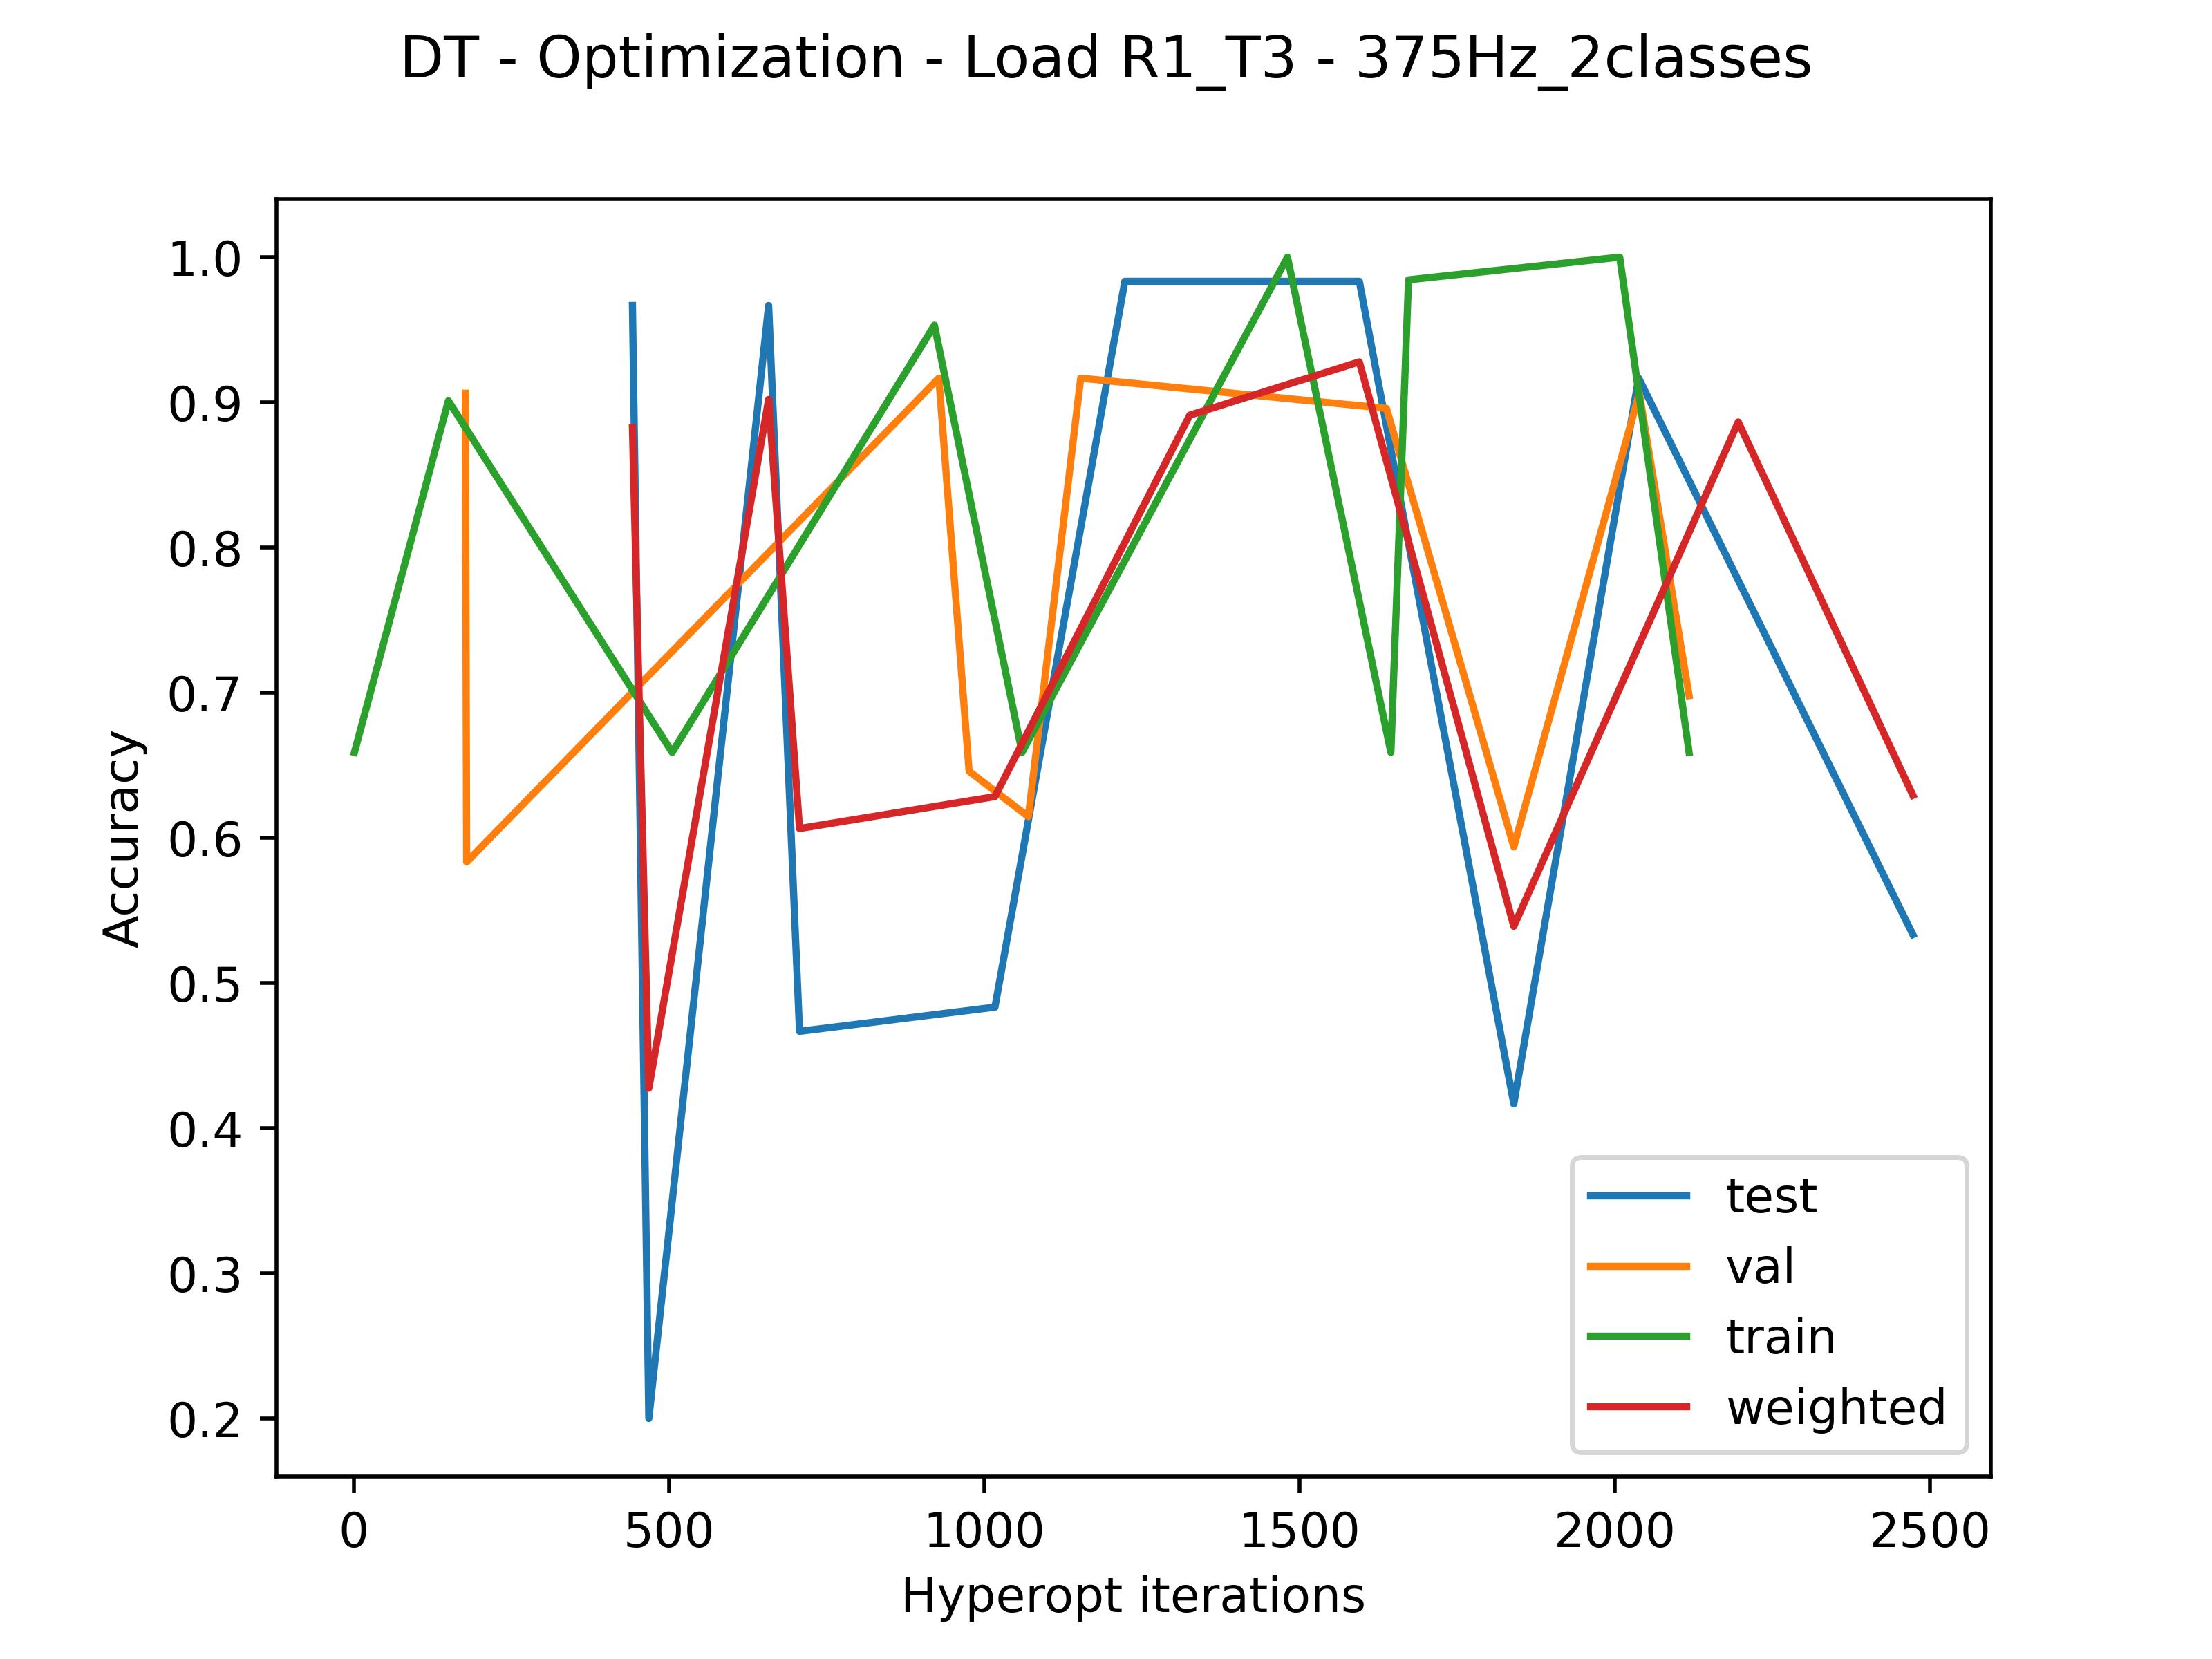 DT - Optimization - Load R1_T3 - 375Hz_2classes
1.0
0.9
0.8
0.7
0.6
0.5
0.4
0.3
0.2
Accuracy
test
val
train
weighted
0 500 1000 1500 2000 2500
Hyperopt iterations